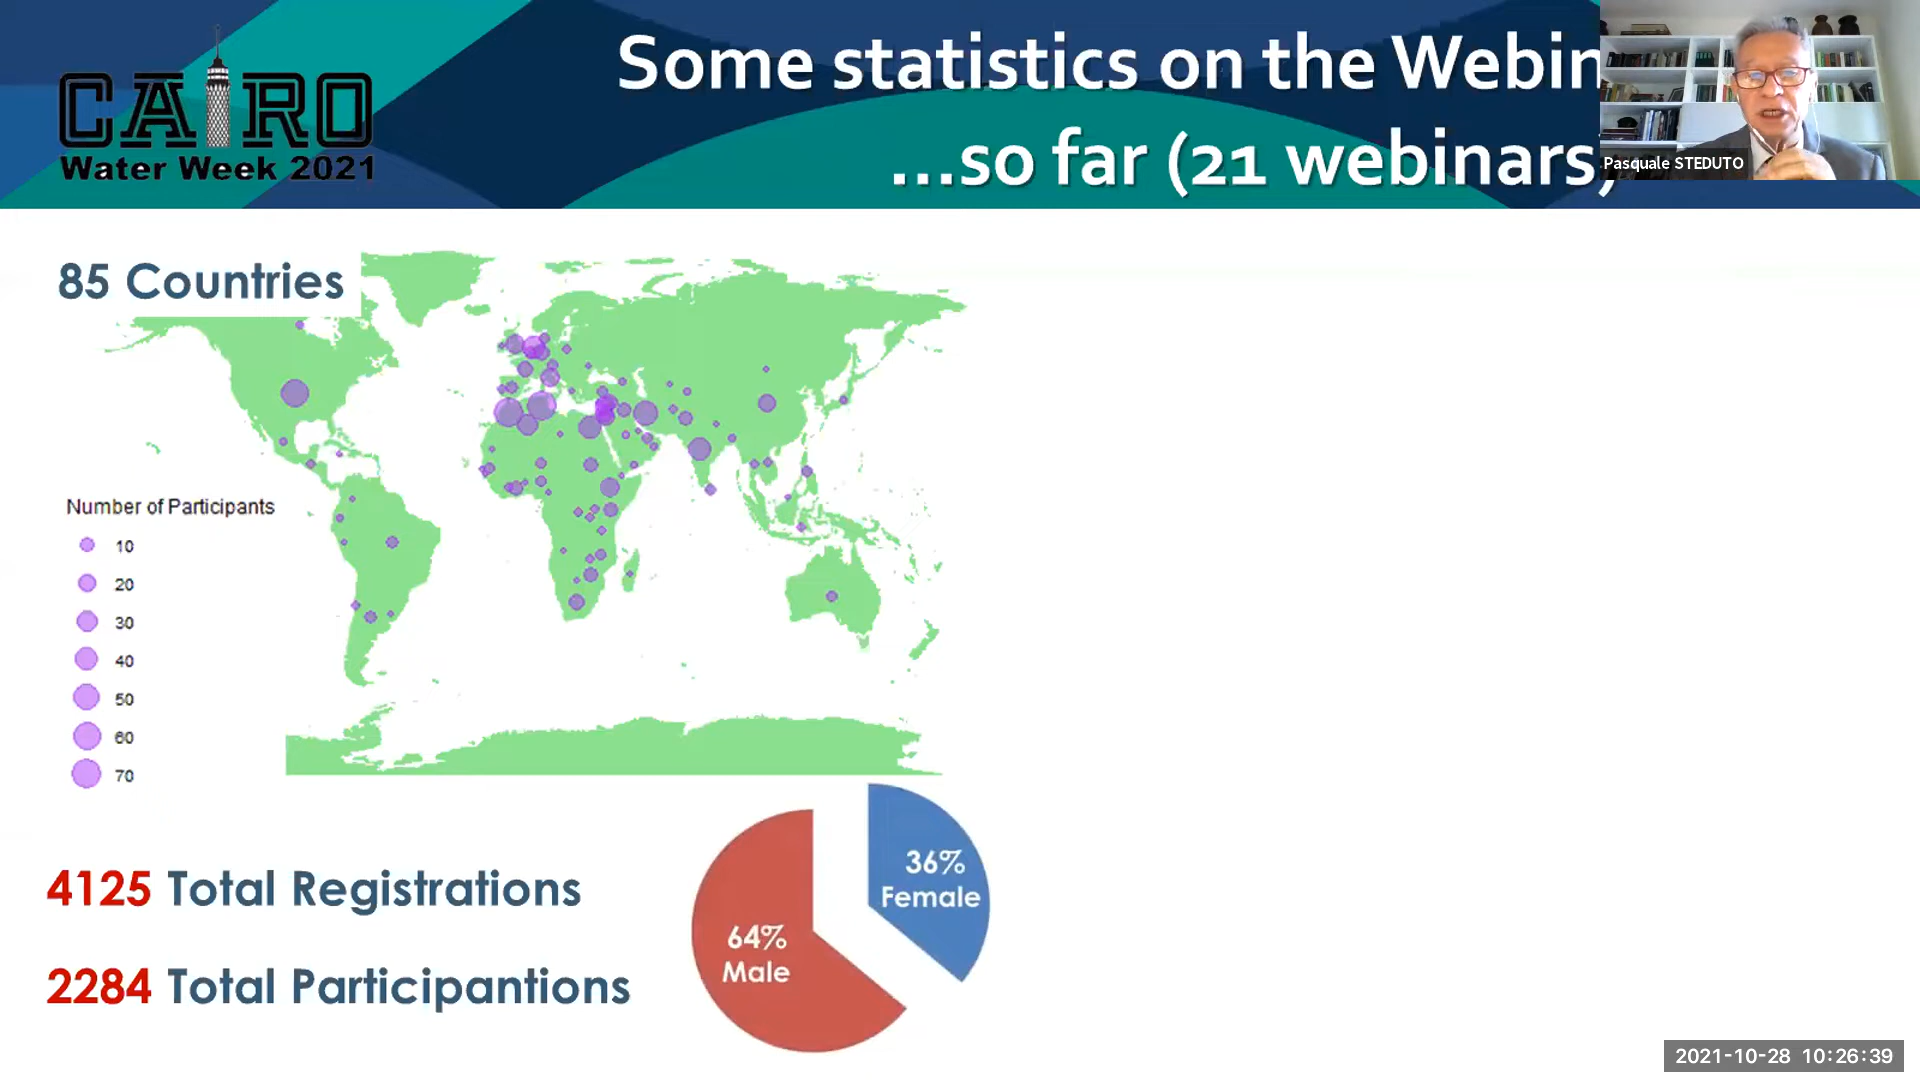 CAIRO
Water Week 2021
Some statistics on the Webin
...so far (21 webinars)
Pasquale STEDUTO
85 Countries
Number of Participants
10
20
30
40
50
60
70
36%
Female
64%
Male
4125 Total Registrations
2284 Total Participantions
2021-10-28 10:26:39